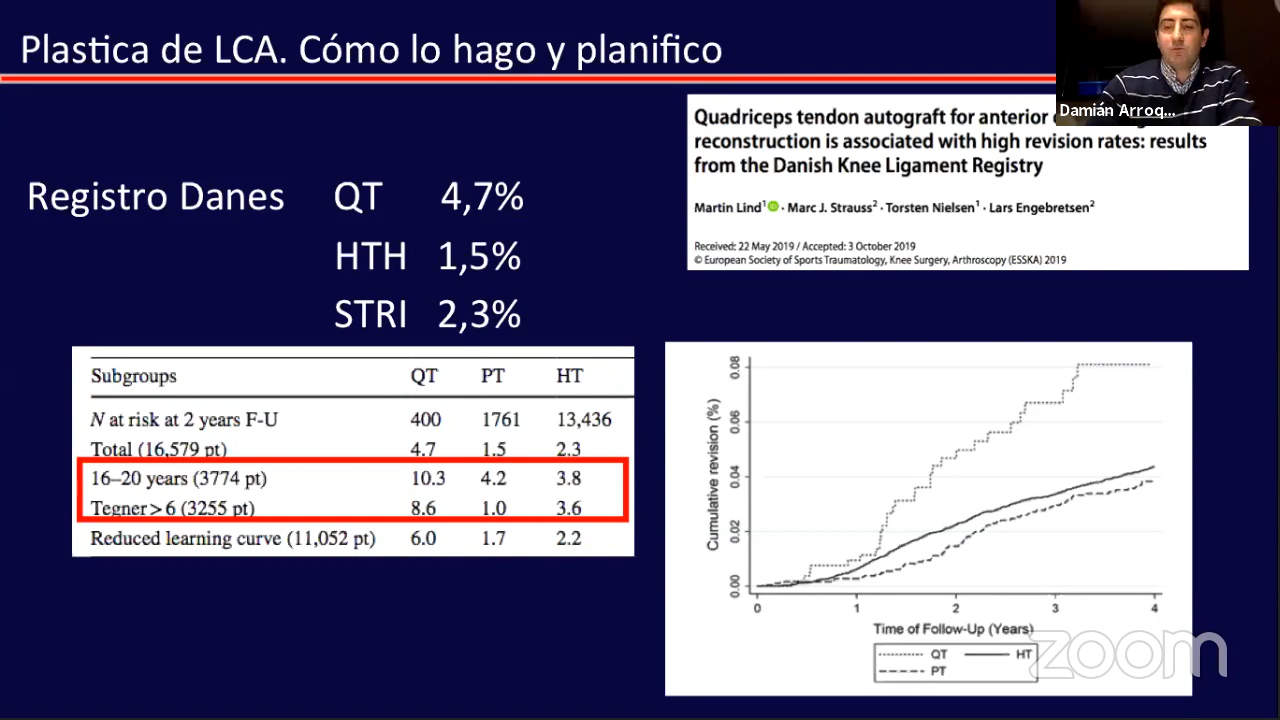 Plastica de LCA. Cómo lo hago y planifico
Damián Arroq...
Quadriceps tendon autograft for anterior
reconstruction is associated with high revision rates: results
from the Danish Knee Ligament Registry
Martin Lind1 · Marc J. Strauss2 · Torsten Nielsen1 · Lars Engebretsen2
Received: 22 May 2019 / Accepted: 3 October 2019
© European Society of Sports Traumatology, Knee Surgery, Arthroscopy (ESSKA) 2019
Registro Danes QT 4,7%
HTH 1,5%
STRI 2,3%
Subgroups QT PT HT
N at risk at 2 years F-U 400 1761 13,436
Total (16,579 pt) 4.7 1.5 2.3
16–20 years (3774 pt) 10.3 4.2 3.8
Tegner > 6 (3255 pt) 8.6 1.0 3.6
Reduced learning curve (11,052 pt) 6.0 1.7 2.2
Cumulative revision (%)
0.08
0.06
0.04
0.02
0.00
0 1 2 3 4
Time of Follow-Up (Years)
QT HT
PT
zoom